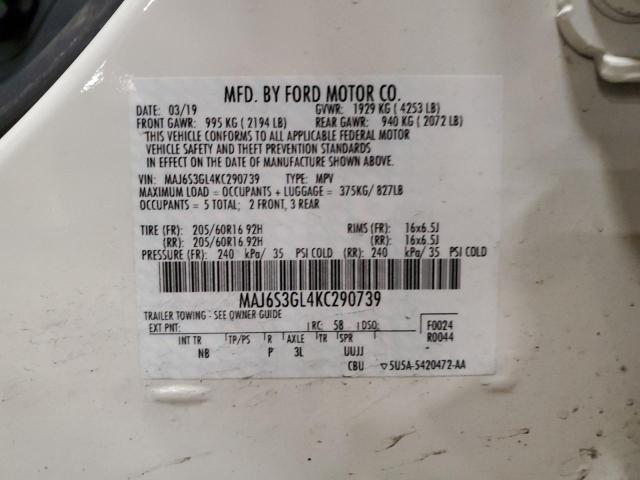 MFD. BY FORD MOTOR CO.
DATE: 03/19 GVWR: 1929 KG ( 4253 LB)
FRONT GAWR: 995 KG ( 2194 LB) REAR GAWR: 940 KG ( 2072 LB)
THIS VEHICLE CONFORMS TO ALL APPLICABLE FEDERAL MOTOR
VEHICLE SAFETY AND THEFT PREVENTION STANDARDS
IN EFFECT ON THE DATE OF MANUFACTURE SHOWN ABOVE.
VIN: MAJ6S3GL4KC290739 TYPE: MPV
MAXIMUM LOAD = OCCUPANTS + LUGGAGE = 375KG/ 827LB
OCCUPANTS = 5 TOTAL; 2 FRONT, 3 REAR
TIRE (FR): 205/60R16 92H RIMS (FR): 16x6.5J
(RR): 205/60R16 92H (RR): 16x6.5J
PRESSURE (FR): 240 kPa/ 35 PSI COLD (RR): 240 kPa/ 35 PSI COLD
MAJ6S3GL4KC290739
TRAILER TOWING - SEE OWNER GUIDE
EXT PNT: RC: 58 DSO: F0024
R0044
INT TR TP/PS R AXLE TR SPR
NB P 3L UUJJ
CBU ▽5U5A-5420472-AA